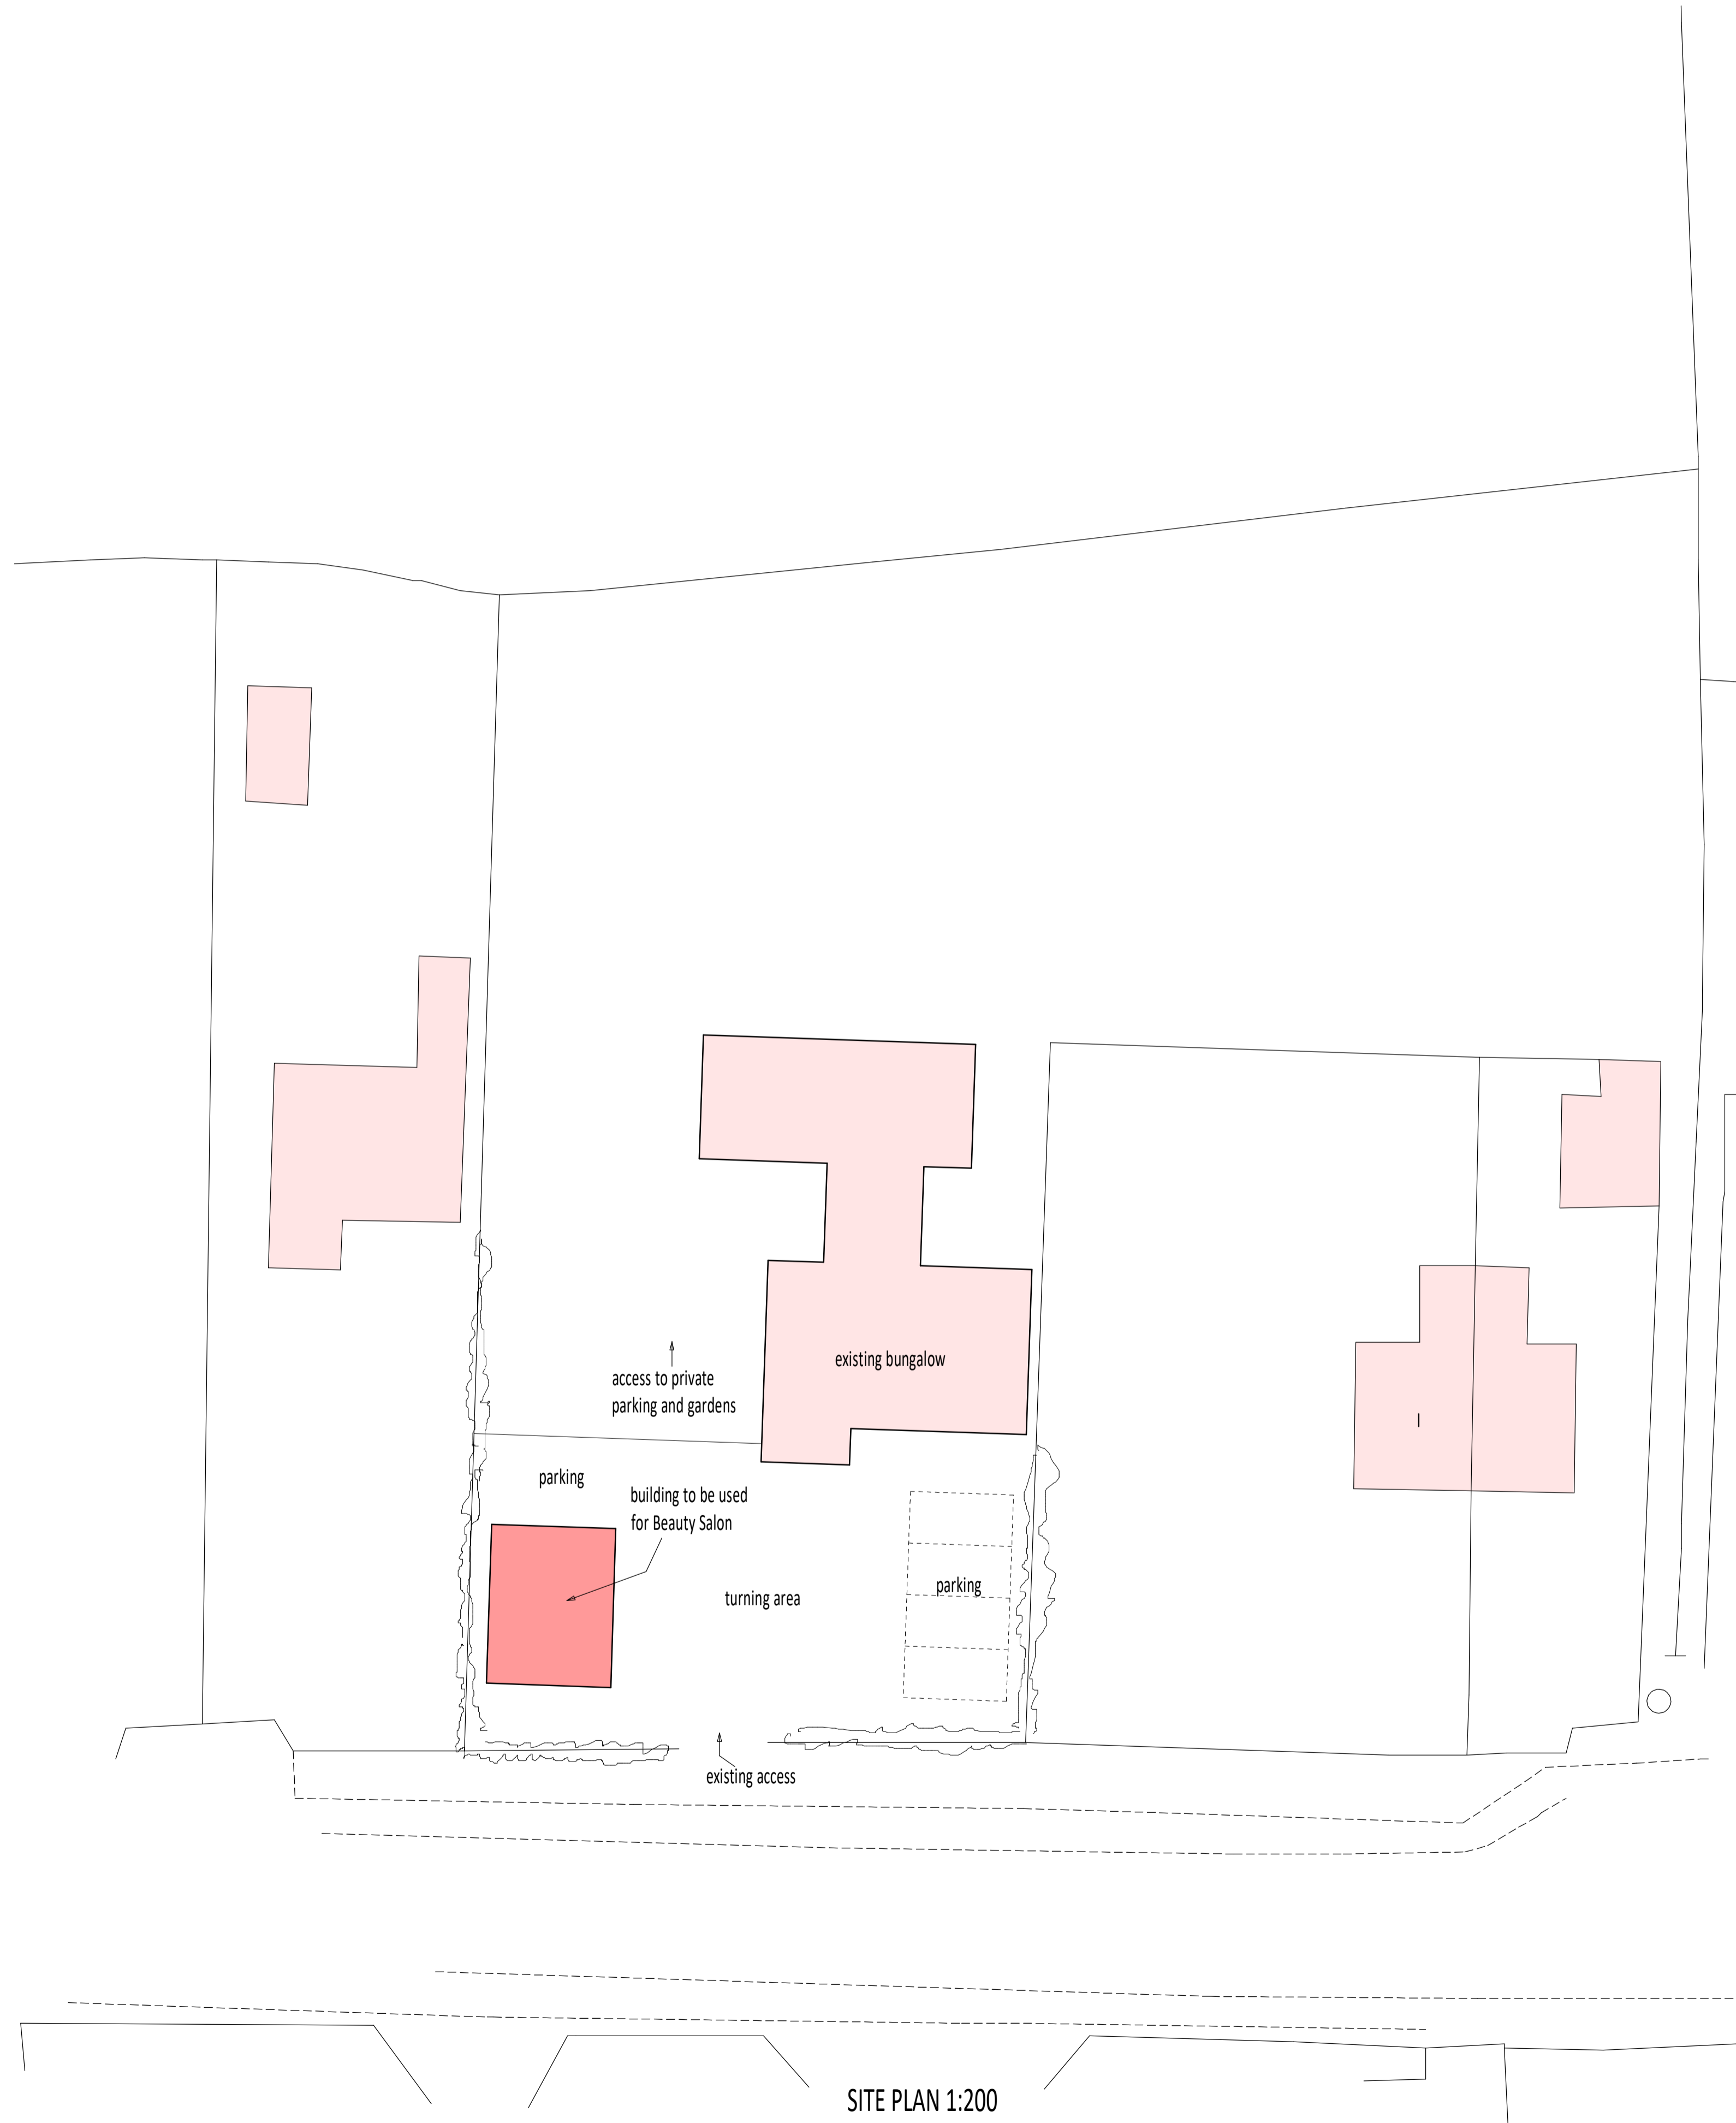 existing bungalow
access to private
parking and gardens
parking
building to be used
for Beauty Salon
parking
turning area
existing access
SITE PLAN 1:200